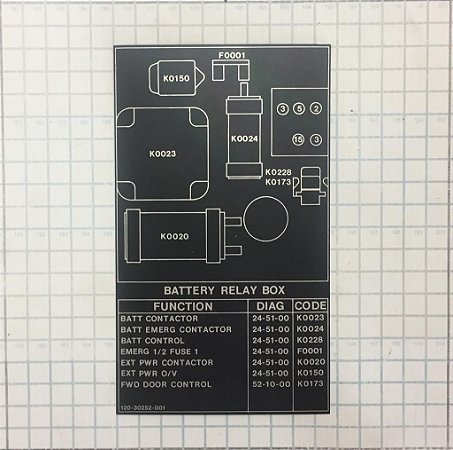 F0001
K0150
3 5 2
K0024
15 3
K0023
K0228
K0173
K0020
BATTERY RELAY BOX
FUNCTION DIAG CODE
BATT CONTACTOR 24-51-00 K0023
BATT EMERG CONTACTOR 24-51-00 K0024
BATT CONTROL 24-51-00 K0228
EMERG 1/2 FUSE 1 24-51-00 F0001
EXT PWR CONTACTOR 24-51-00 K0020
EXT PWR O/V 24-51-00 K0150
FWD DOOR CONTROL 52-10-00 K0173
120-30252-001